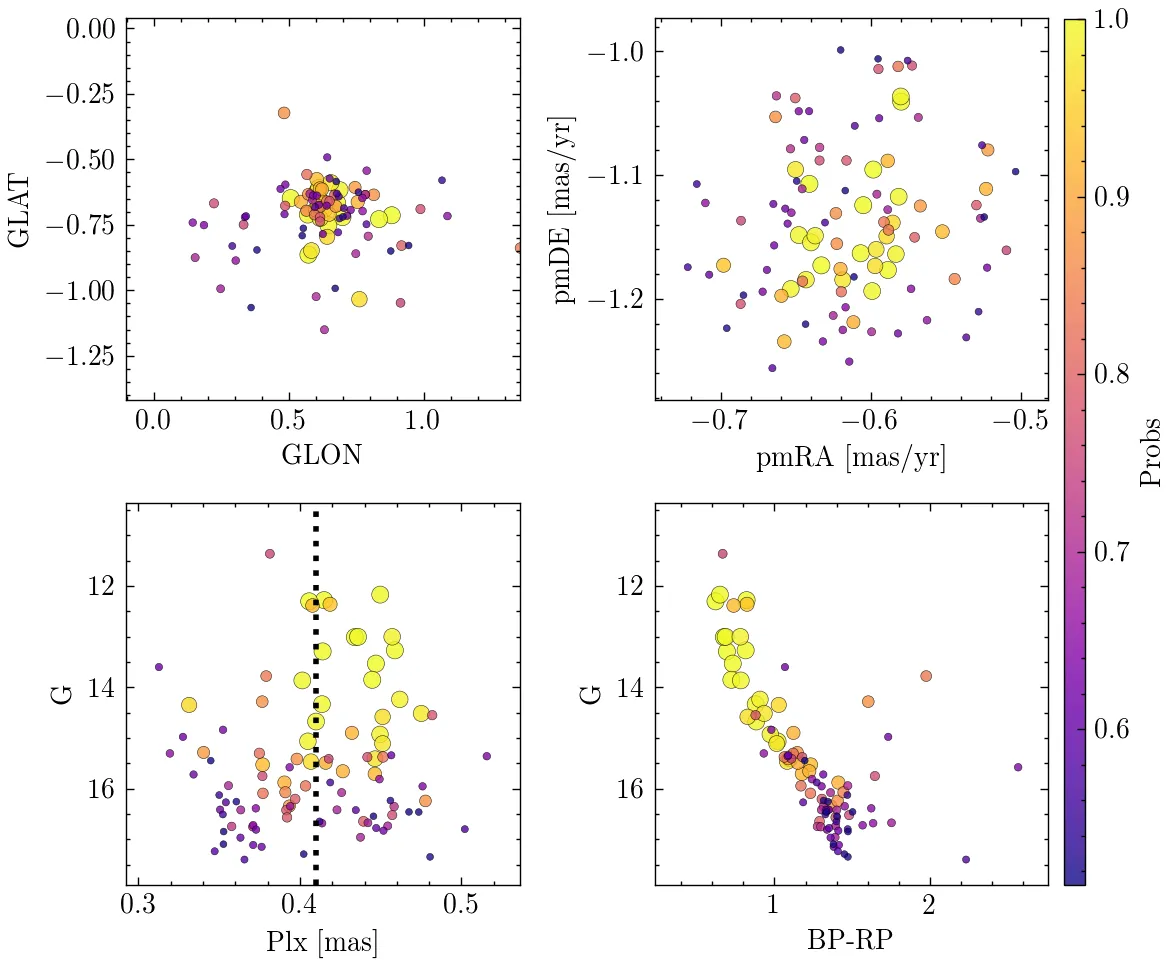 0.00
−0.25
−0.50
−0.75
−1.00
−1.25
GLAT
0.0 0.5 1.0
GLON
−1.0
−1.1
−1.2
pmDE [mas/yr]
−0.7 −0.6 −0.5
pmRA [mas/yr]
1.0
0.9
0.8
0.7
0.6
Probs
12
14
16
G
0.3 0.4 0.5
Plx [mas]
12
14
16
G
1 2
BP-RP